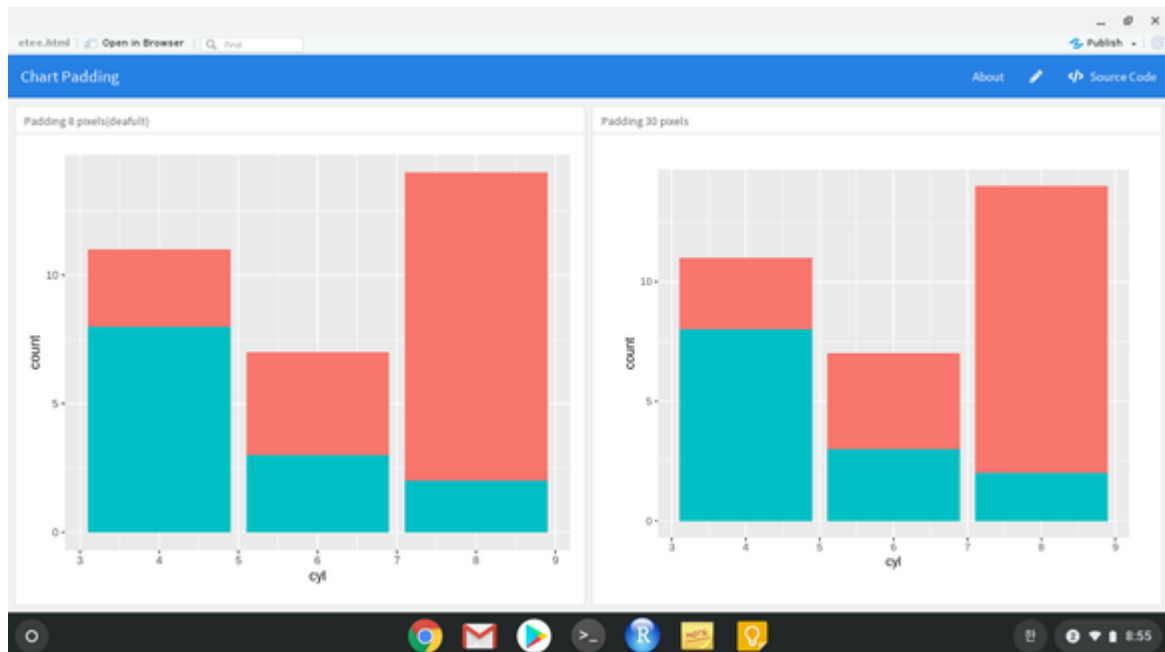 etee.html Open in Browser Find Publish
Chart Padding About Source Code
Padding 8 pixels(deafult)
10
5
0
count
3 4 5 6 7 8 9
cyl
Padding 30 pixels
10
5
0
count
3 4 5 6 7 8 9
cyl
>_ R NOTE 한 8:55